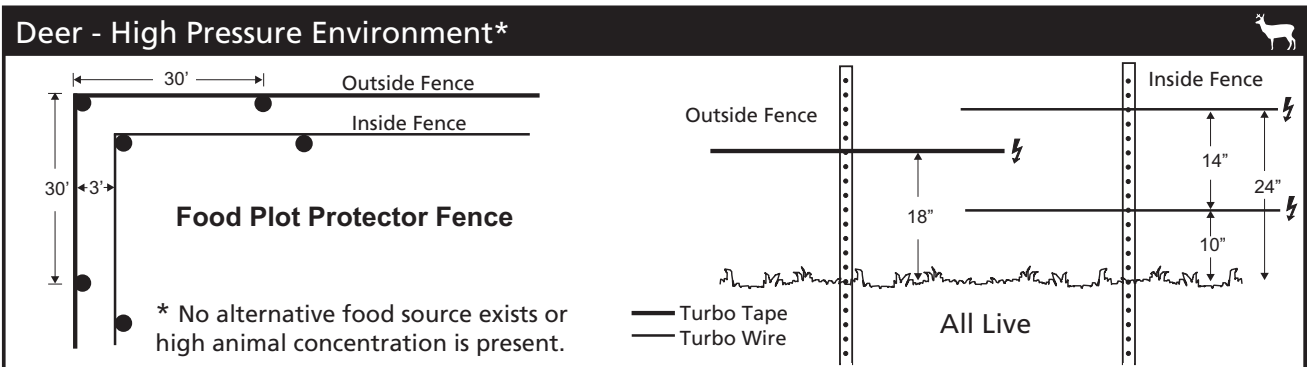 Deer - High Pressure Environment*
30’
Outside Fence
Inside Fence
30’
3’
Food Plot Protector Fence
* No alternative food source exists or
high animal concentration is present.
Outside Fence
Inside Fence
18”
14”
24”
10”
Turbo Tape
Turbo Wire
All Live